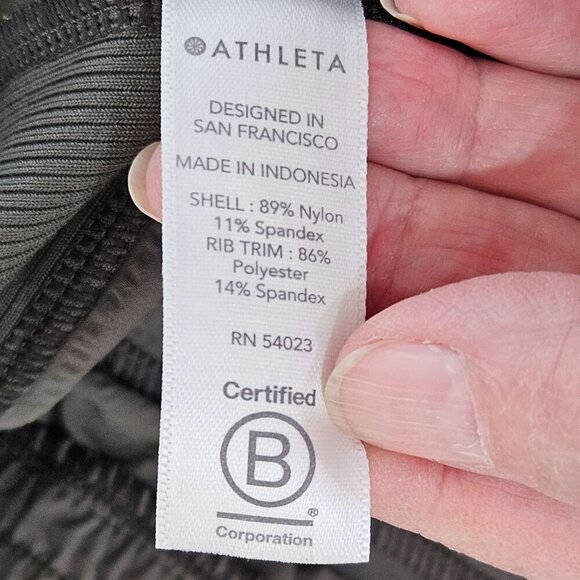 ATHLETA
DESIGNED IN
SAN FRANCISCO
MADE IN INDONESIA
SHELL : 89% Nylon
11% Spandex
RIB TRIM : 86%
Polyester
14% Spandex
RN 54023
Certified
B
®
Corporation